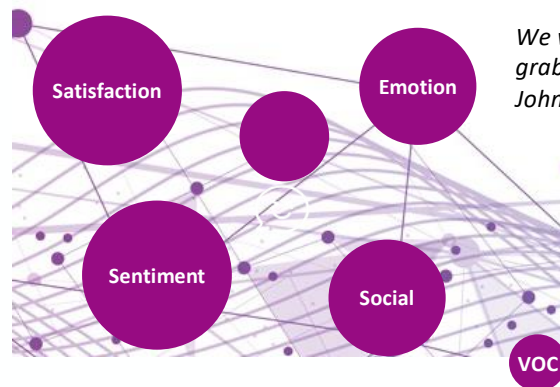 Satisfaction
Emotion
We
grab
John
Sentiment
Social
VOC